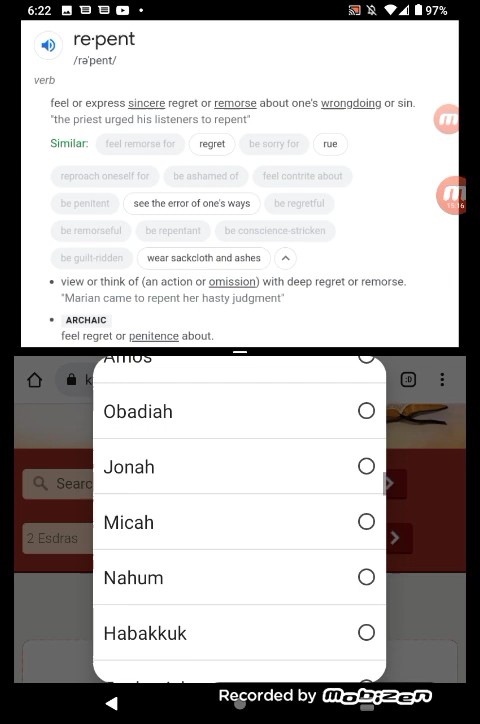 6:22
97%
re·pent
/rəˈpent/
verb
feel or express sincere regret or remorse about one's wrongdoing or sin.
"the priest urged his listeners to repent"
Similar: feel remorse for regret be sorry for rue
reproach oneself for be ashamed of feel contrite about
be penitent see the error of one's ways be regretful
be remorseful be repentant be conscience-stricken
be guilt-ridden wear sackcloth and ashes
• view or think of (an action or omission) with deep regret or remorse.
"Marian came to repent her hasty judgment"
• ARCHAIC
feel regret or penitence about.
15:16
Amos
k
:D
Obadiah
Jonah
Searc
Micah
2 Esdras
Nahum
Habakkuk
Recorded by Mobizen